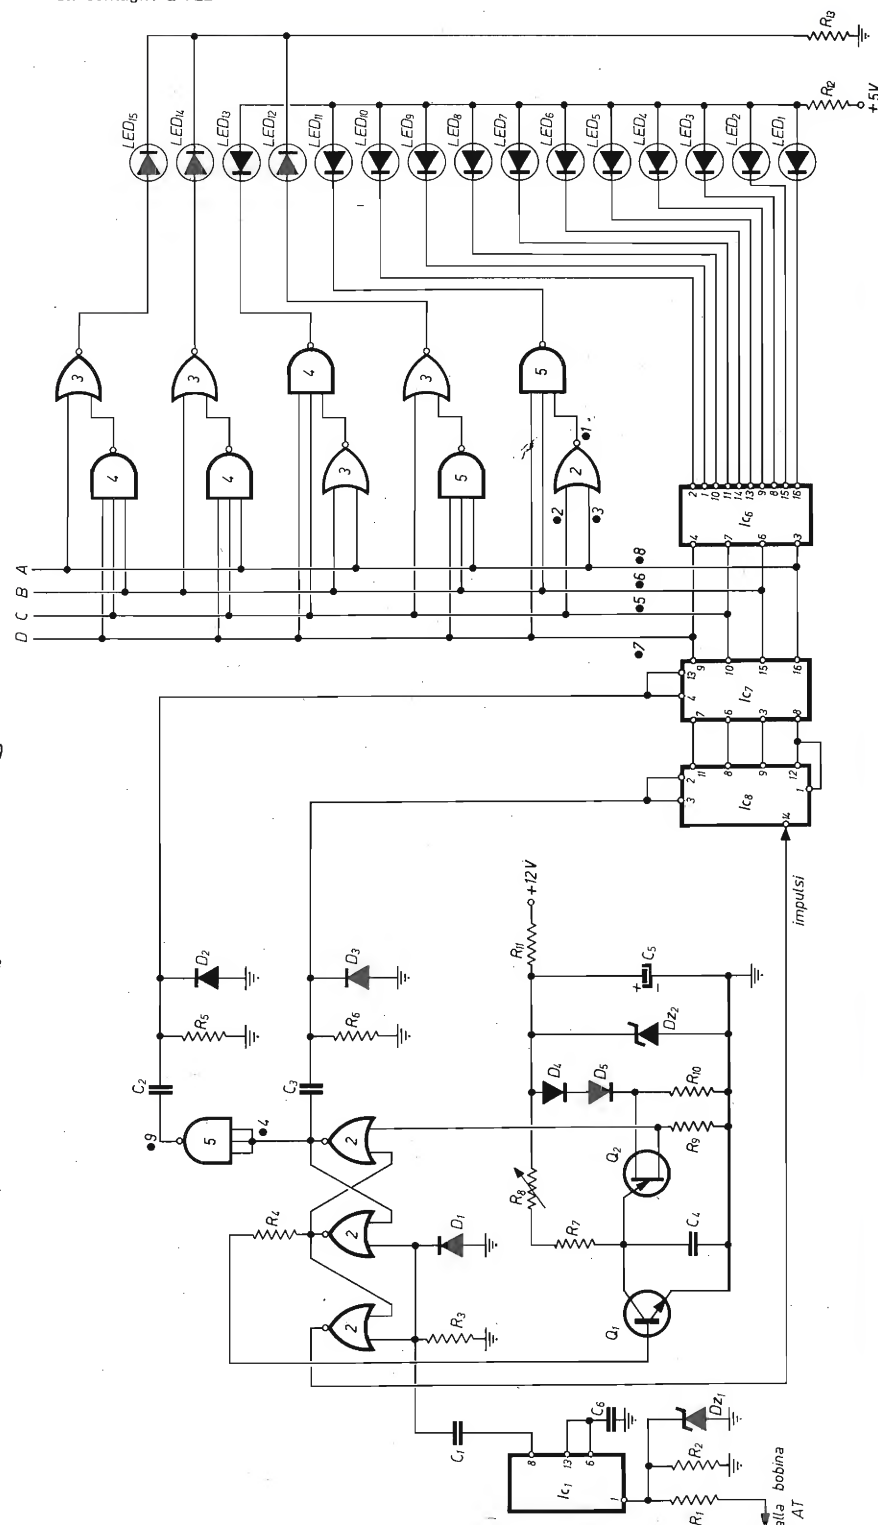 R13
R12
+5V
LED15
LED14
LED13
LED12
LED11
LED10
LED9
LED8
LED7
LED6
LED5
LED4
LED3
LED2
LED1
3
3
4
3
5
4
4
3
5
2
•1
•2
•3
A
B
C
D
•8
•6
•5
•7
2
1
10
11
14
13
9
8
15
16
Ic6
4
7
6
3
13
9
10
15
16
4
Ic7
7
6
3
8
2
11
8
9
12
3
Ic8
1
14
impulsi
+12V
R11
C5
+
-
D2
D3
R5
R6
Dz2
C2
C3
D4
D5
R10
•9
5
•4
2
R9
Q2
R8
R4
2
D1
R7
C4
2
R3
Q1
C1
C6
Dz1
8
13
6
Ic1
1
R2
R1
alla bobina
AT